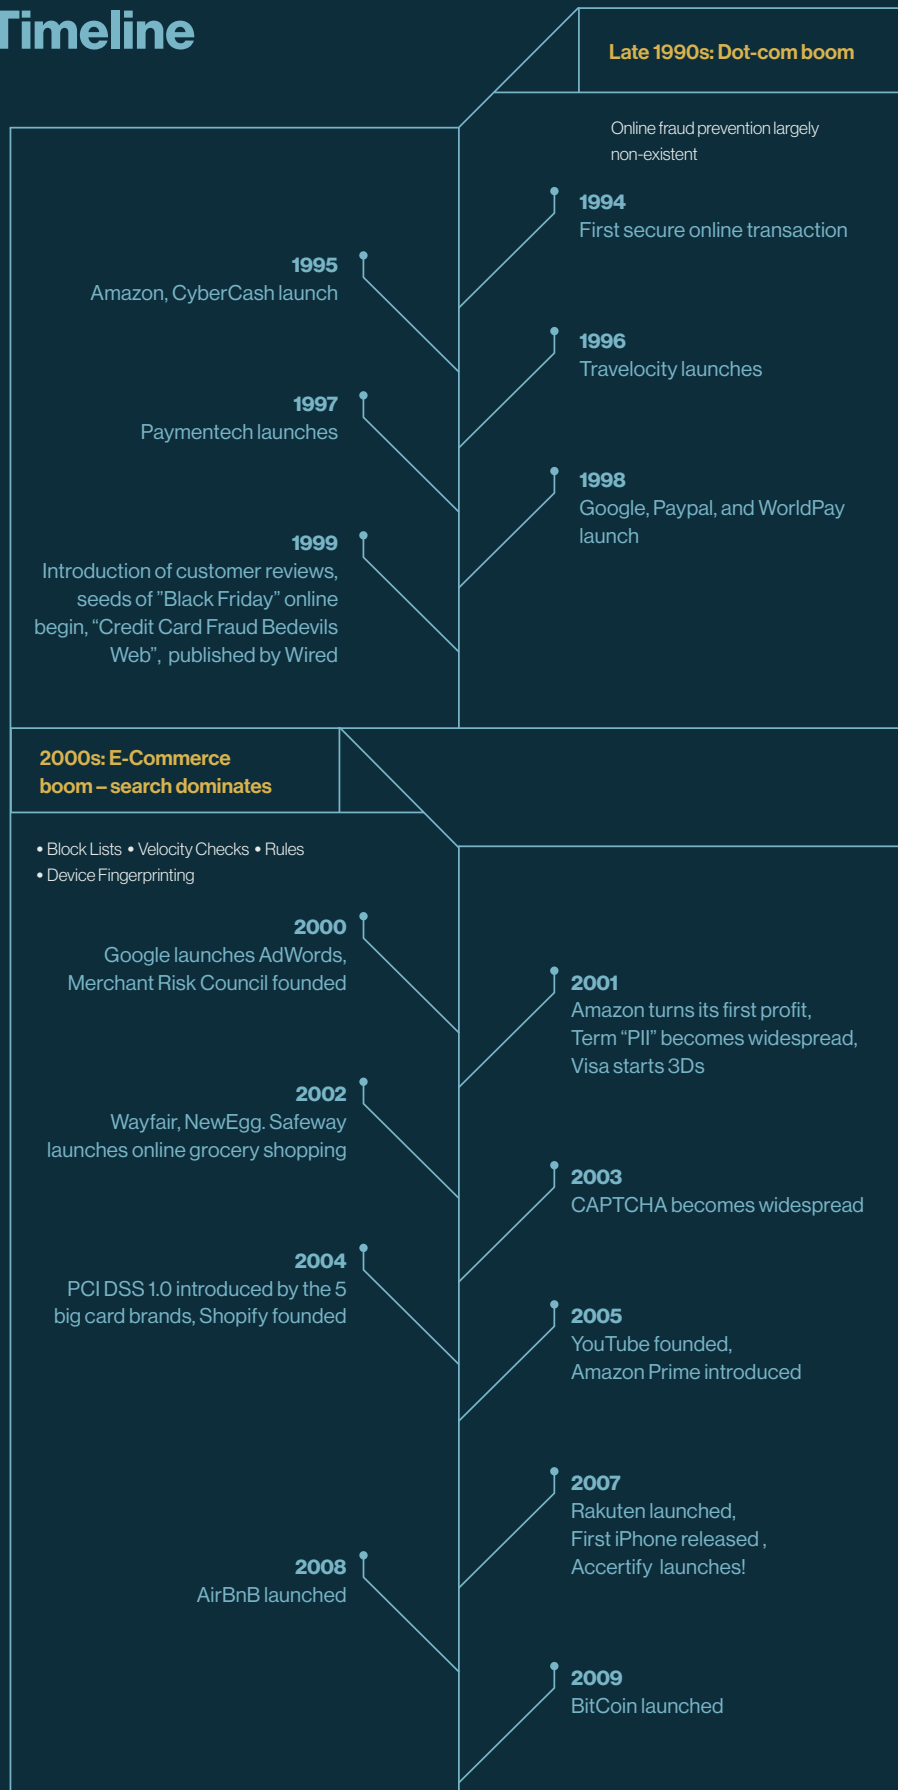 Timeline
Late 1990s: Dot-com boom
Online fraud prevention largely
non-existent
1994
First secure online transaction
1995
Amazon, CyberCash launch
1996
Travelocity launches
1997
Paymentech launches
1998
Google, Paypal, and WorldPay
launch
1999
Introduction of customer reviews,
seeds of ”Black Friday” online
begin, “Credit Card Fraud Bedevils
Web”, published by Wired
2000s: E-Commerce
boom – search dominates
• Block Lists • Velocity Checks • Rules
• Device Fingerprinting
2000
Google launches AdWords,
Merchant Risk Council founded
2001
Amazon turns its first profit,
Term “PII” becomes widespread,
Visa starts 3Ds
2002
Wayfair, NewEgg. Safeway
launches online grocery shopping
2003
CAPTCHA becomes widespread
2004
PCI DSS 1.0 introduced by the 5
big card brands, Shopify founded
2005
YouTube founded,
Amazon Prime introduced
2007
Rakuten launched,
First iPhone released ,
Accertify launches!
2008
AirBnB launched
2009
BitCoin launched